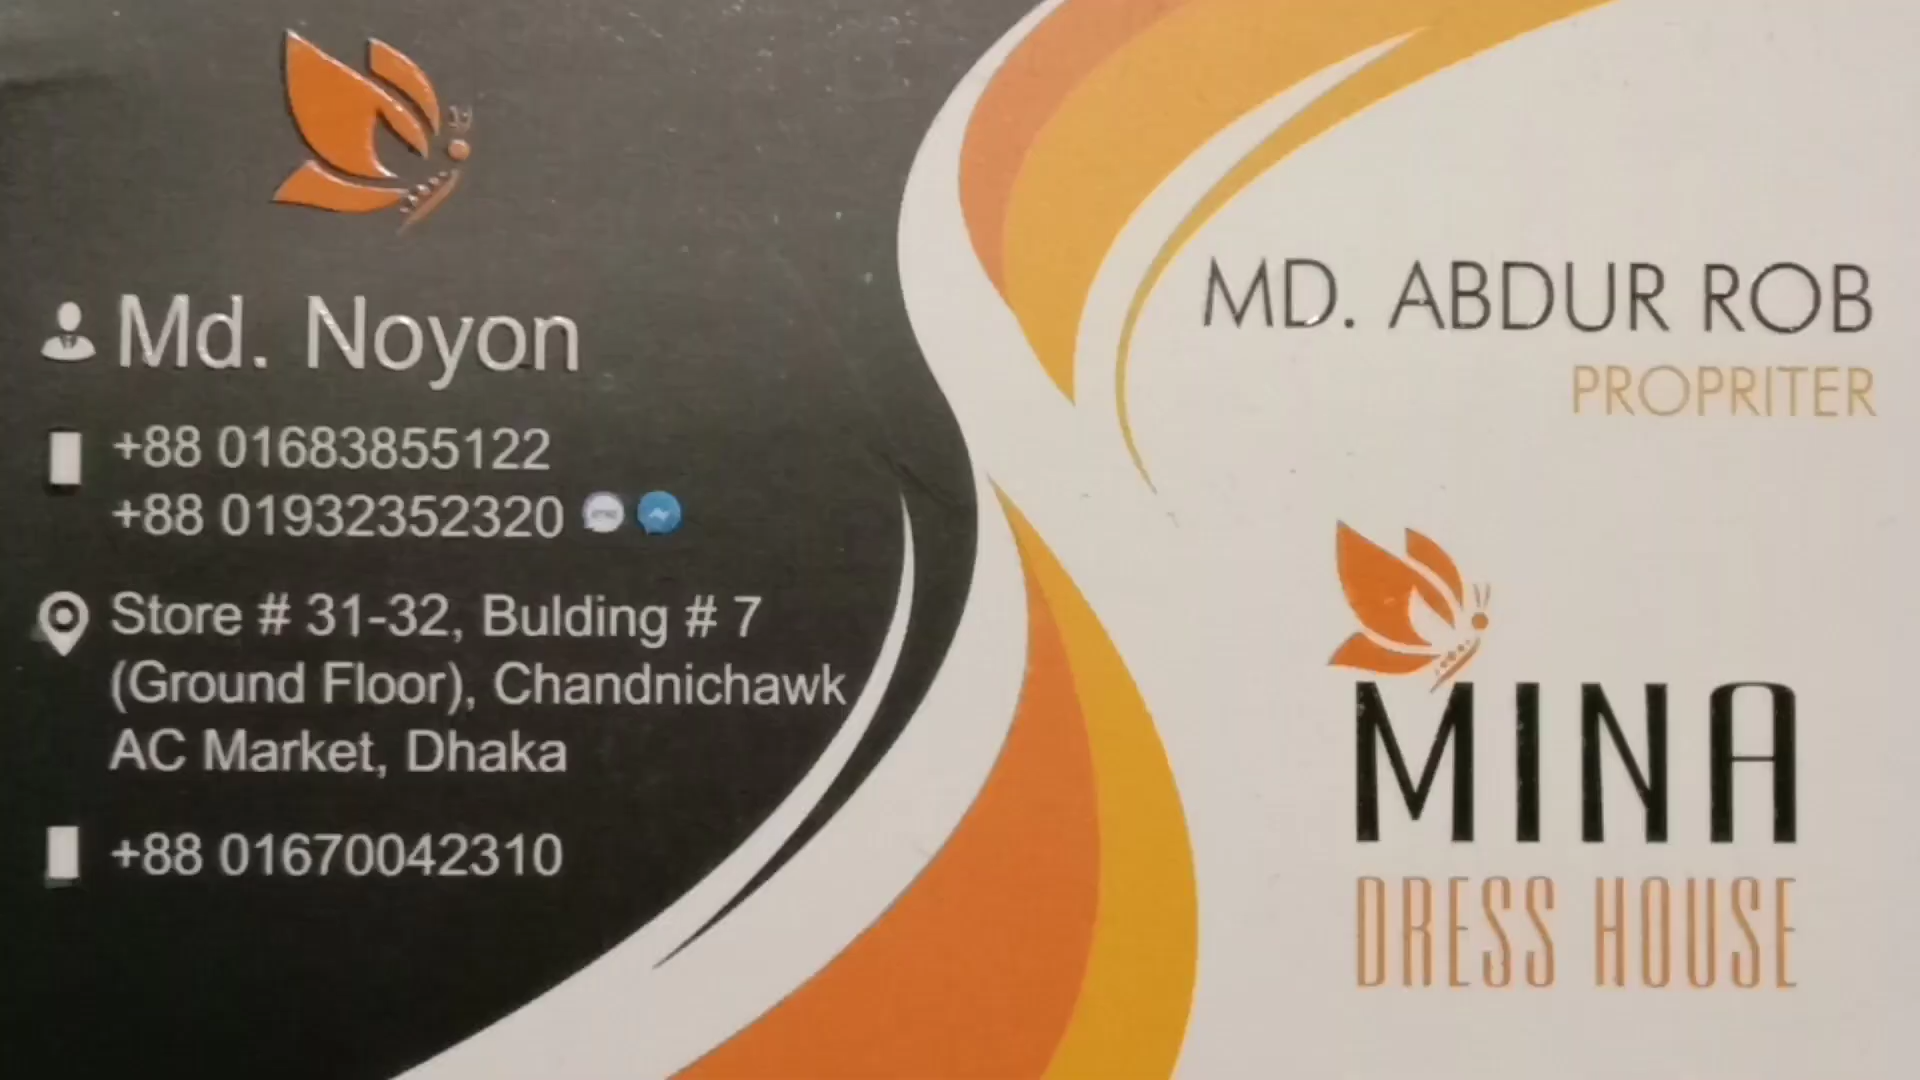 Md. Noyon
+88 01683855122
+88 01932352320
Store # 31-32, Bulding # 7
(Ground Floor), Chandnichawk
AC Market, Dhaka
+88 01670042310
MD. ABDUR ROB
PROPRITER
MINA
DRESS HOUSE